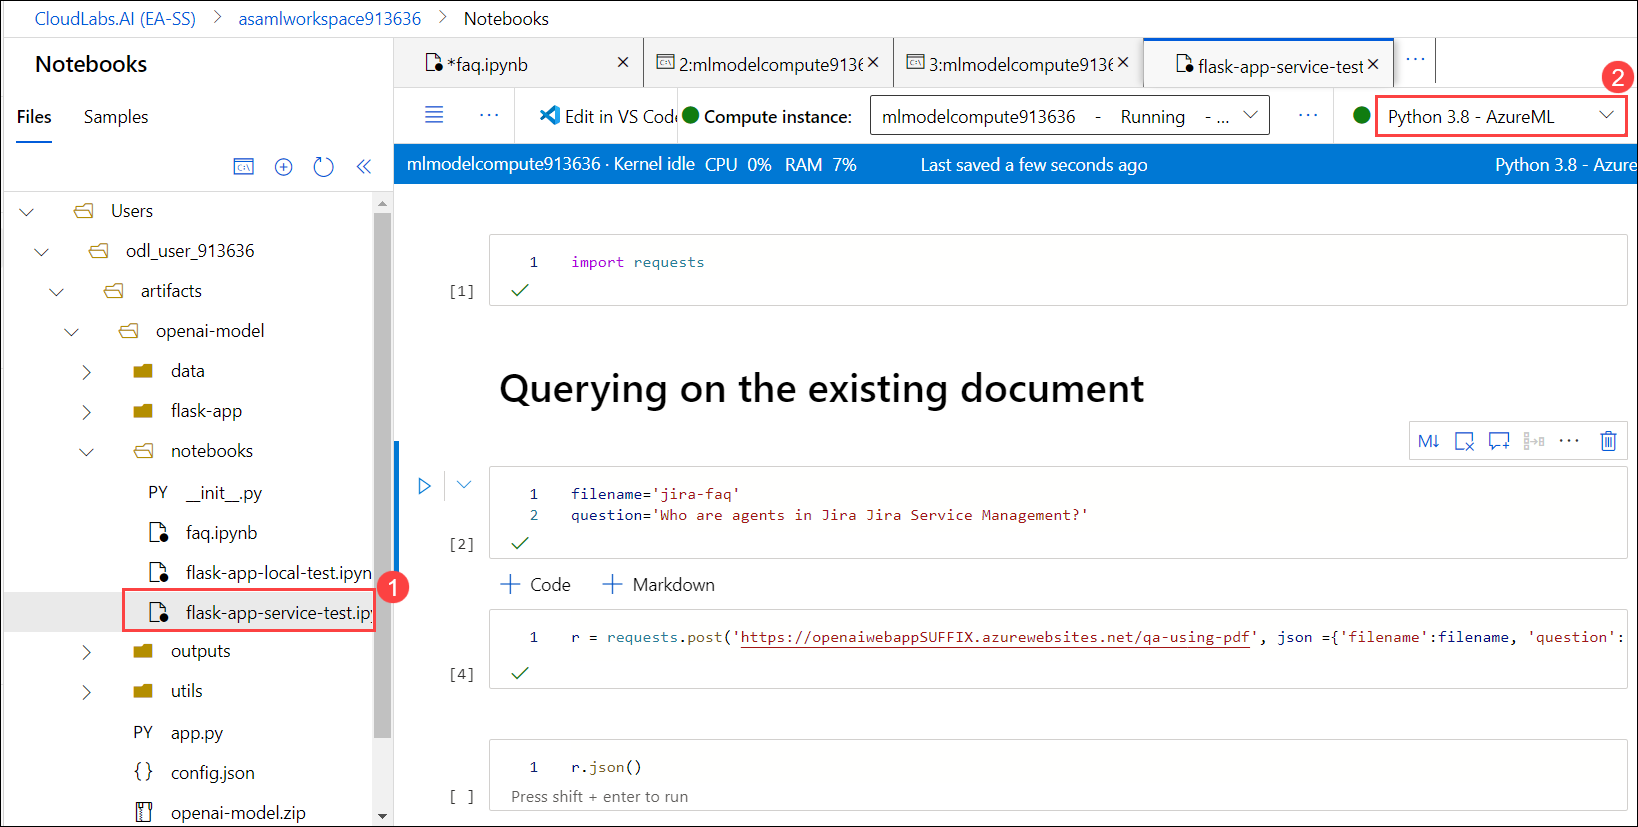 CloudLabs.AI (EA-SS) > asamlworkspace913636 > Notebooks
Notebooks
Files Samples
Users
odl_user_913636
artifacts
openai-model
data
flask-app
notebooks
PY __init__.py
faq.ipynb
flask-app-local-test.ipyn
flask-app-service-test.ipy
1
outputs
utils
PY app.py
{} config.json
openai-model.zip
*faq.ipynb
2:mlmodelcompute9136
3:mlmodelcompute9136
flask-app-service-test
...
2
... Edit in VS Code Compute instance: mlmodelcompute913636 - Running - ... ... Python 3.8 - AzureML
mlmodelcompute913636 · Kernel idle CPU 0% RAM 7% Last saved a few seconds ago Python 3.8 - Azure
1 import requests
[1]
Querying on the existing document
M↓ ...
1 filename='jira-faq'
2 question='Who are agents in Jira Jira Service Management?'
[2]
+ Code + Markdown
1 r = requests.post('https://openaiwebappSUFFIX.azurewebsites.net/qa-using-pdf', json ={'filename':filename, 'question':
[4]
1 r.json()
[ ] Press shift + enter to run